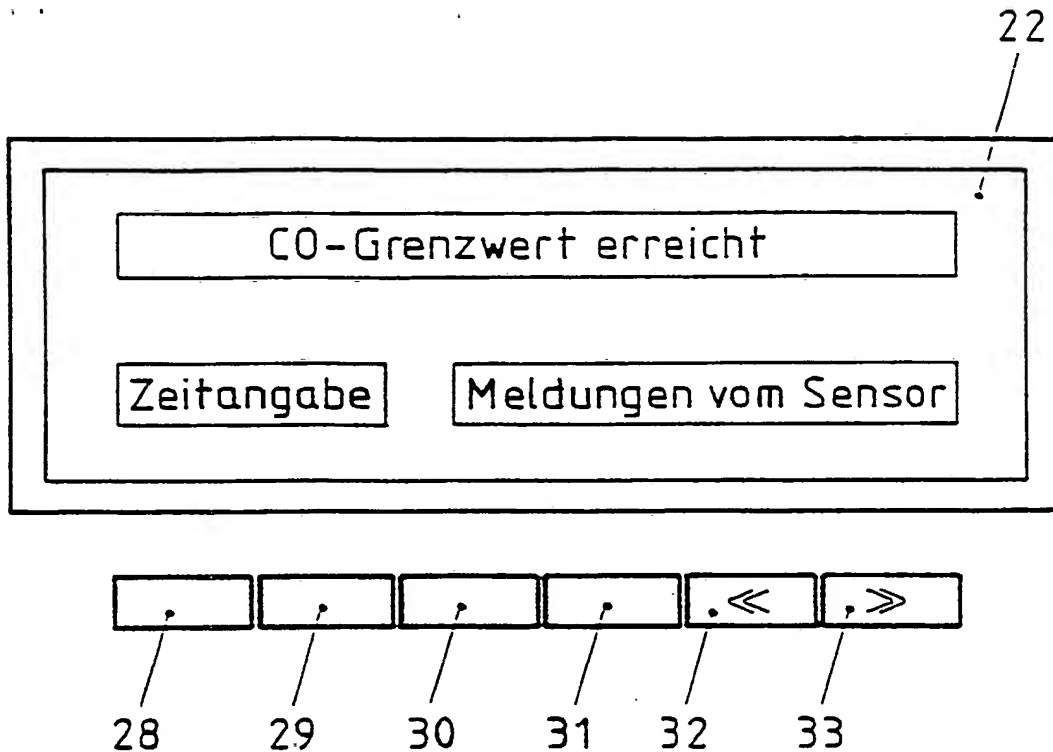 22
CO-Grenzwert erreicht
Zeitangabe Meldungen vom Sensor
≪ ≫
28 29 30 31 32 33